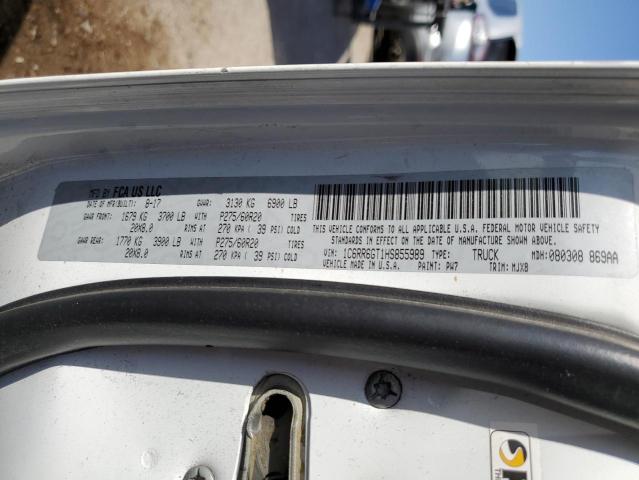 MFD BY FCA US LLC
DATE OF MFR(BUILT): 8-17 GVWR: 3130 KG 6900 LB
GAWR FRONT: 1679 KG 3700 LB WITH P275/60R20 TIRES
20X8.0 RIMS AT 270 KPA ( 39 PSI) COLD
GAWR REAR: 1770 KG 3900 LB WITH P275/60R20 TIRES
20X8.0 RIMS AT 270 KPA ( 39 PSI) COLD
THIS VEHICLE CONFORMS TO ALL APPLICABLE U.S.A. FEDERAL MOTOR VEHICLE SAFETY
STANDARDS IN EFFECT ON THE DATE OF MANUFACTURE SHOWN ABOVE.
VIN: 1C6RR6GT1HS855989 TYPE: TRUCK MDH: 080308 869AA
MADE IN U.S.A. PAINT: PW7 TRIM: MJXB